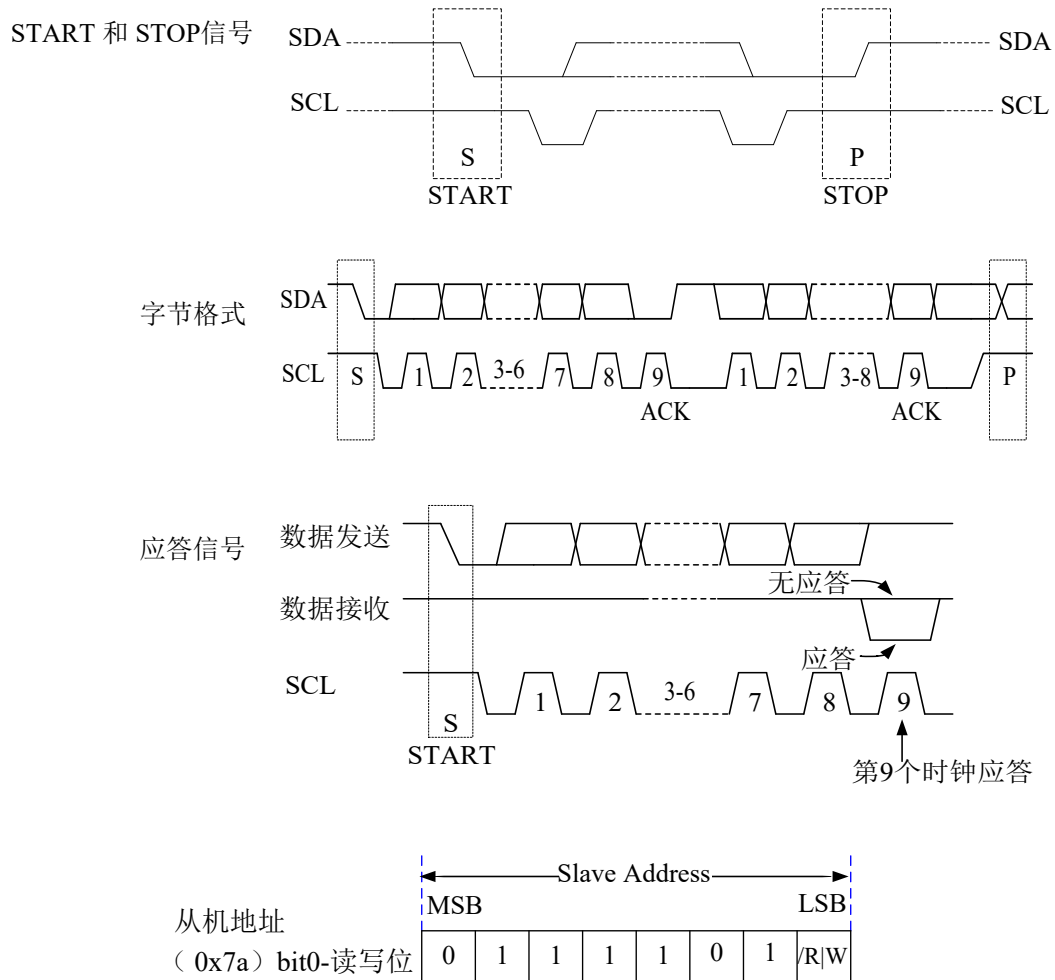 START 和 STOP信号
SDA
SDA
SCL
SCL
S
P
START
STOP
字节格式
SDA
SCL
S
1
2
3-6
7
8
9
1
2
3-8
9
P
ACK
ACK
应答信号
数据发送
无应答
数据接收
应答
SCL
1
2
3-6
7
8
9
S
START
第9个时钟应答
Slave Address
MSB
LSB
从机地址
（ 0x7a）bit0-读写位
0 1 1 1 1 0 1 /R|W